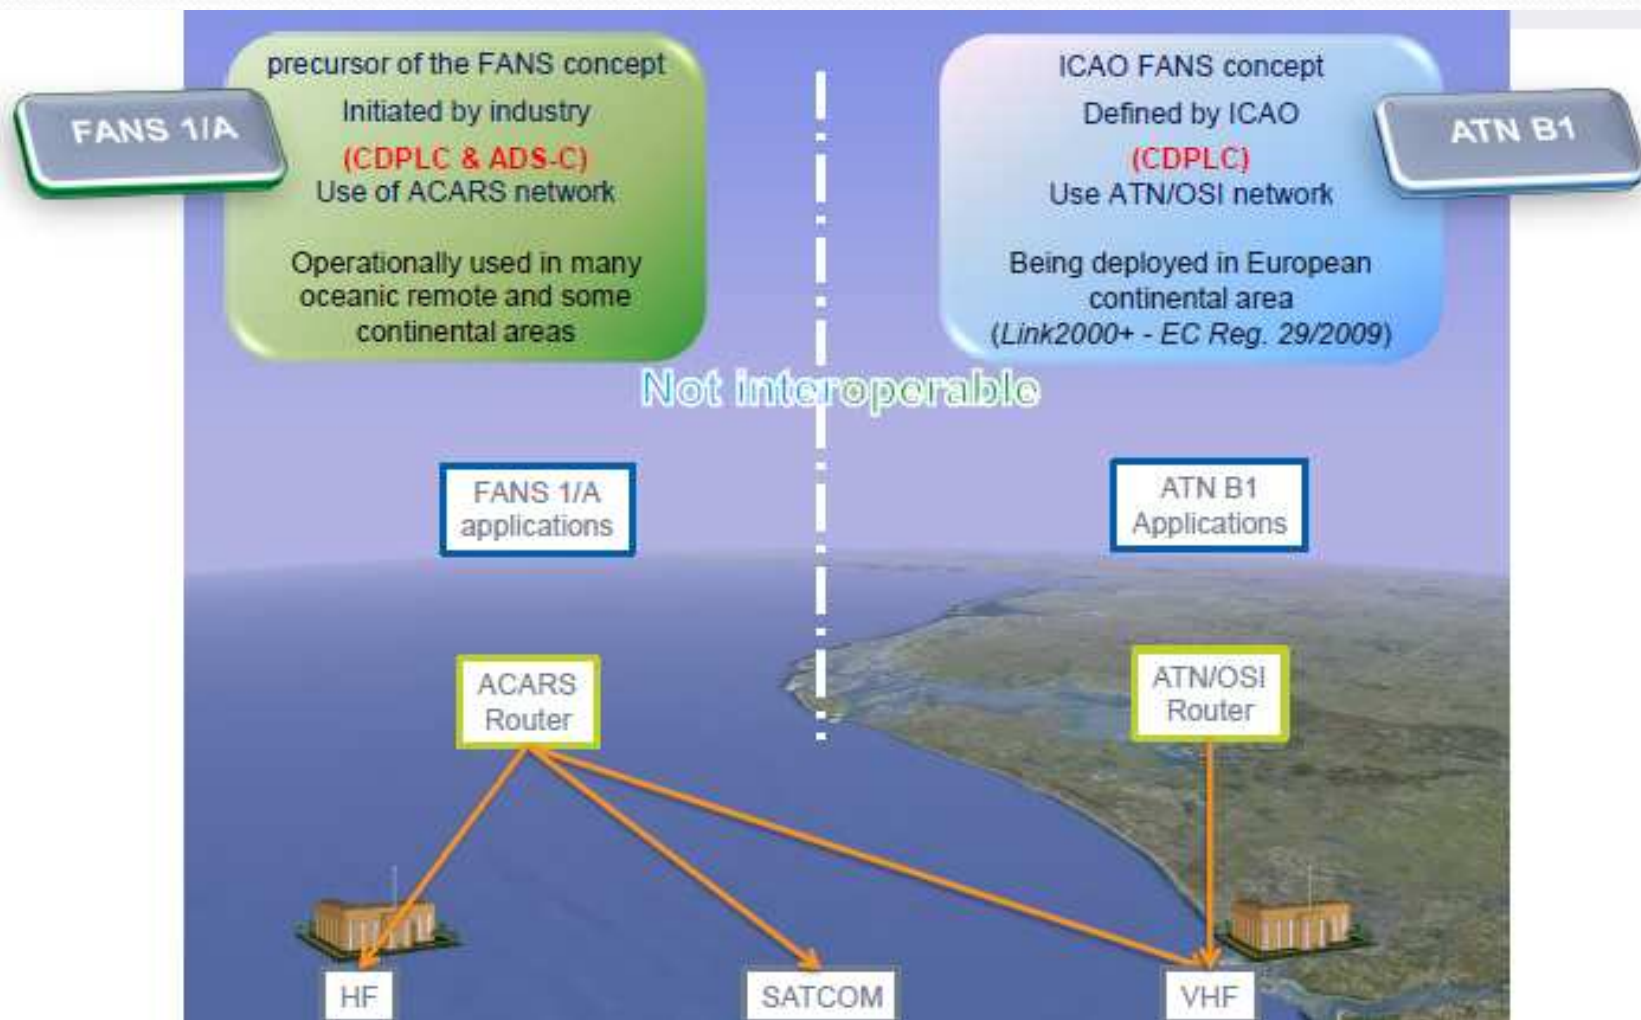 FANS 1/A
precursor of the FANS concept
Initiated by industry
(CDPLC & ADS-C)
Use of ACARS network
Operationally used in many
oceanic remote and some
continental areas
ATN B1
ICAO FANS concept
Defined by ICAO
(CDPLC)
Use ATN/OSI network
Being deployed in European
continental area
(Link2000+ - EC Reg. 29/2009)
Not interoperable
FANS 1/A
applications
ATN B1
Applications
ACARS
Router
ATN/OSI
Router
HF
SATCOM
VHF